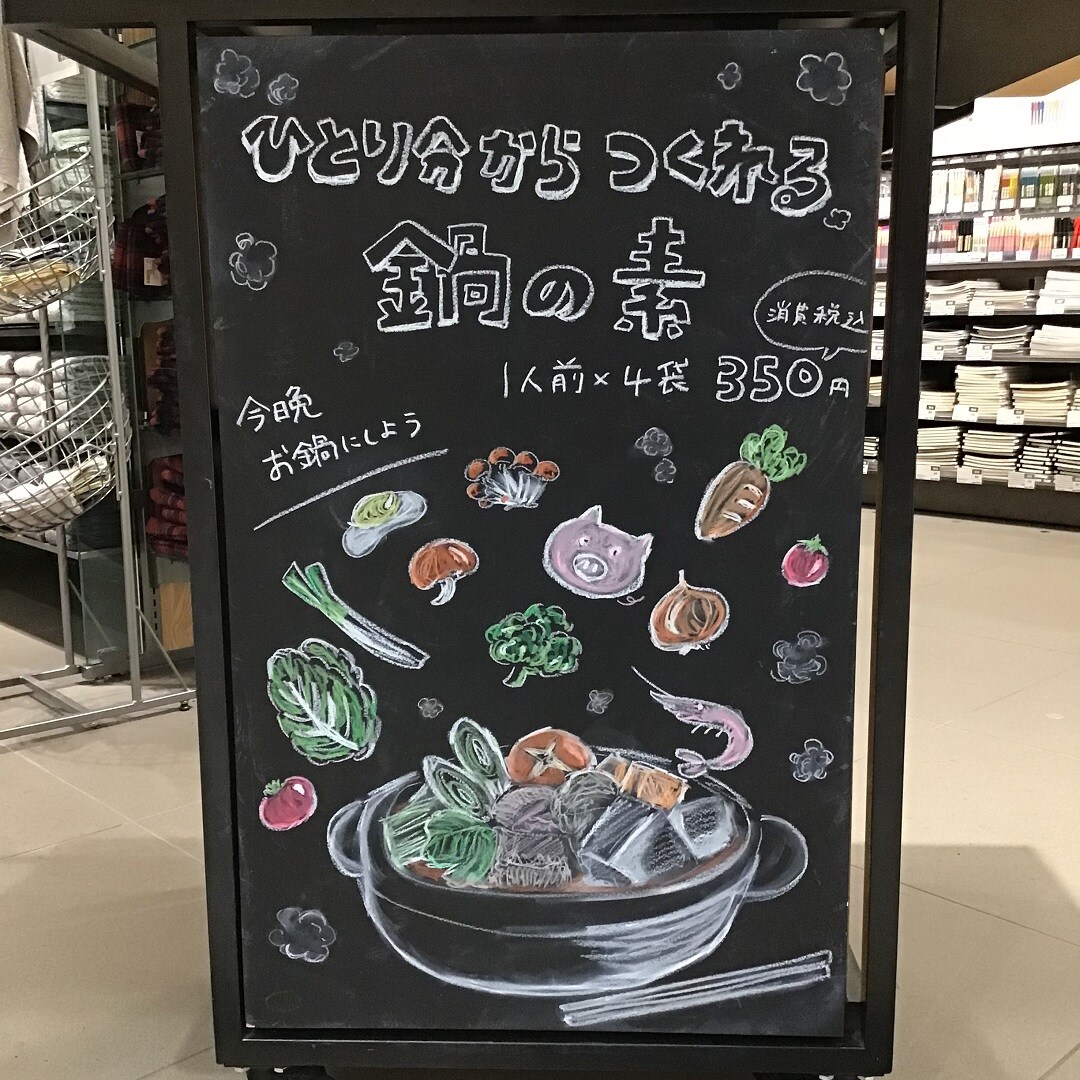 ひとり分から つくれる
鍋の素
消費税込
1人前×4袋 350円
今晩
お鍋にしよう